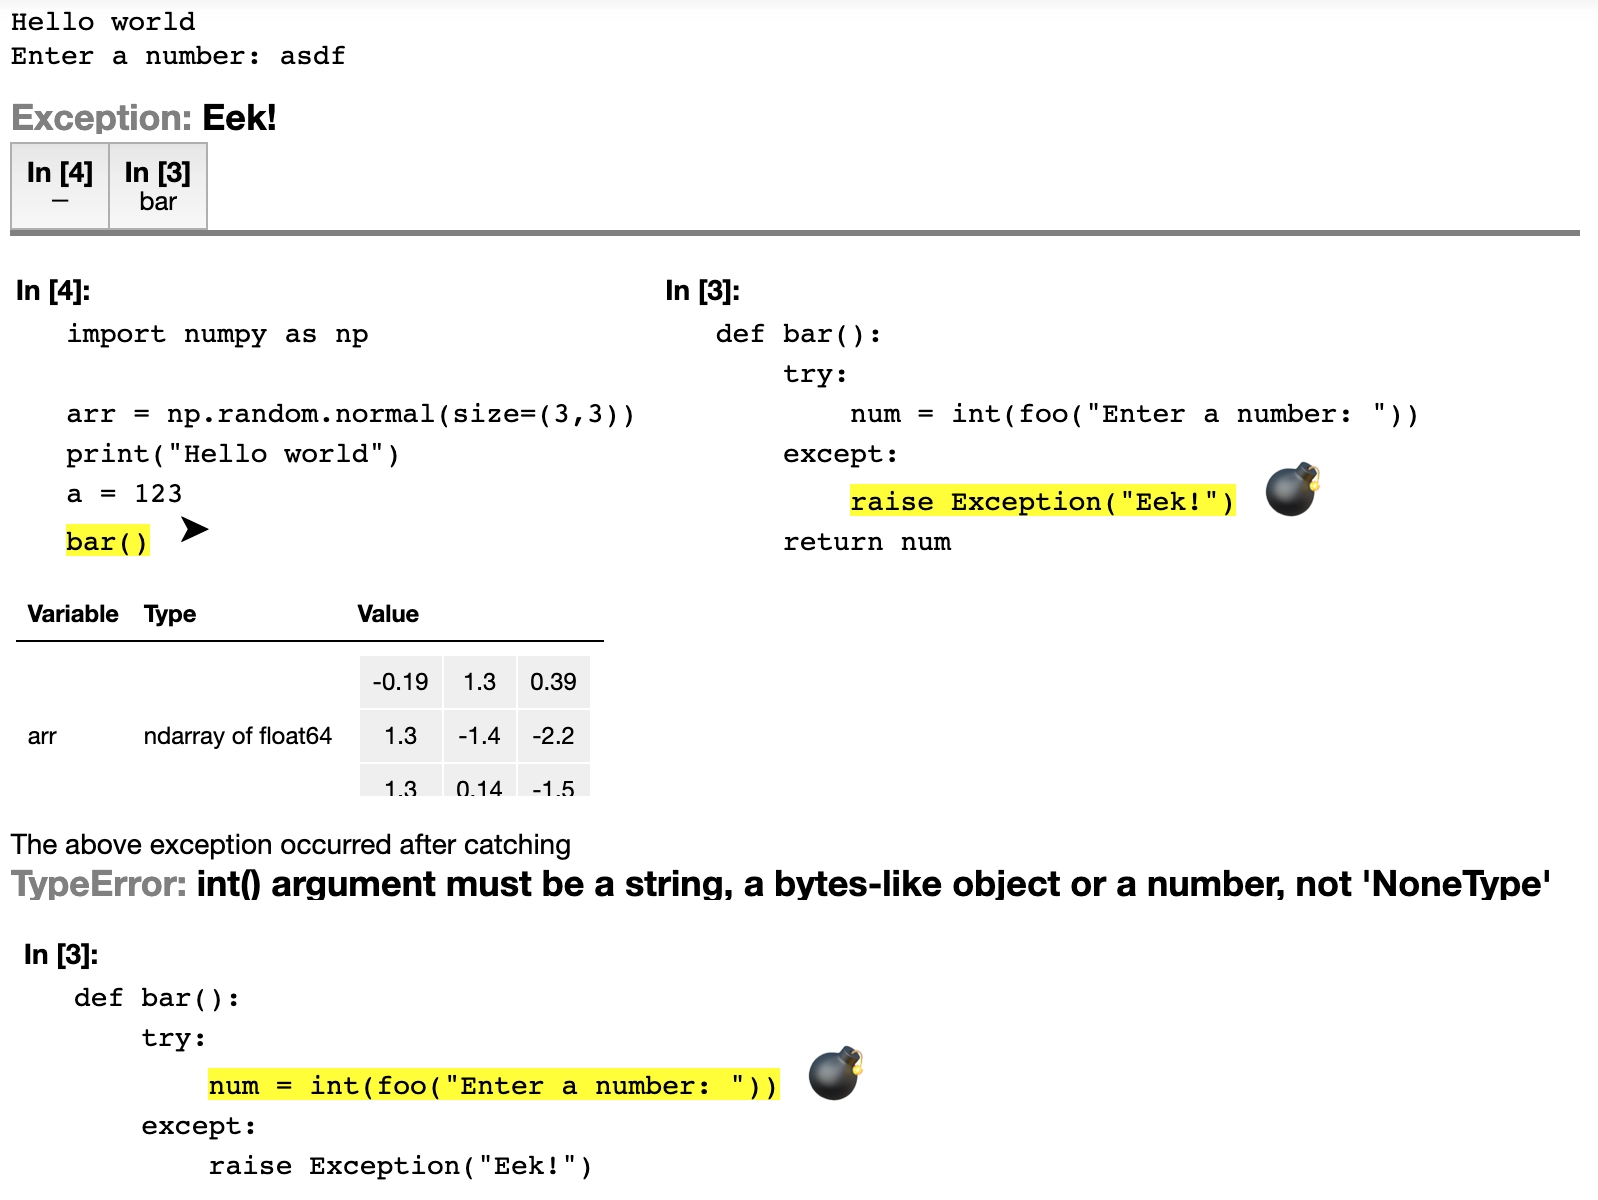 Hello world
Enter a number: asdf
Exception: Eek!
In [4] In [3]
— bar
In [4]:
import numpy as np
arr = np.random.normal(size=(3,3))
print("Hello world")
a = 123
bar()
In [3]:
def bar():
try:
num = int(foo("Enter a number: "))
except:
raise Exception("Eek!")
return num
Variable Type Value
arr ndarray of float64
-0.19 1.3 0.39
1.3 -1.4 -2.2
1.3 0.14 -1.5
The above exception occurred after catching
TypeError: int() argument must be a string, a bytes-like object or a number, not 'NoneType'
In [3]:
def bar():
try:
num = int(foo("Enter a number: "))
except:
raise Exception("Eek!")